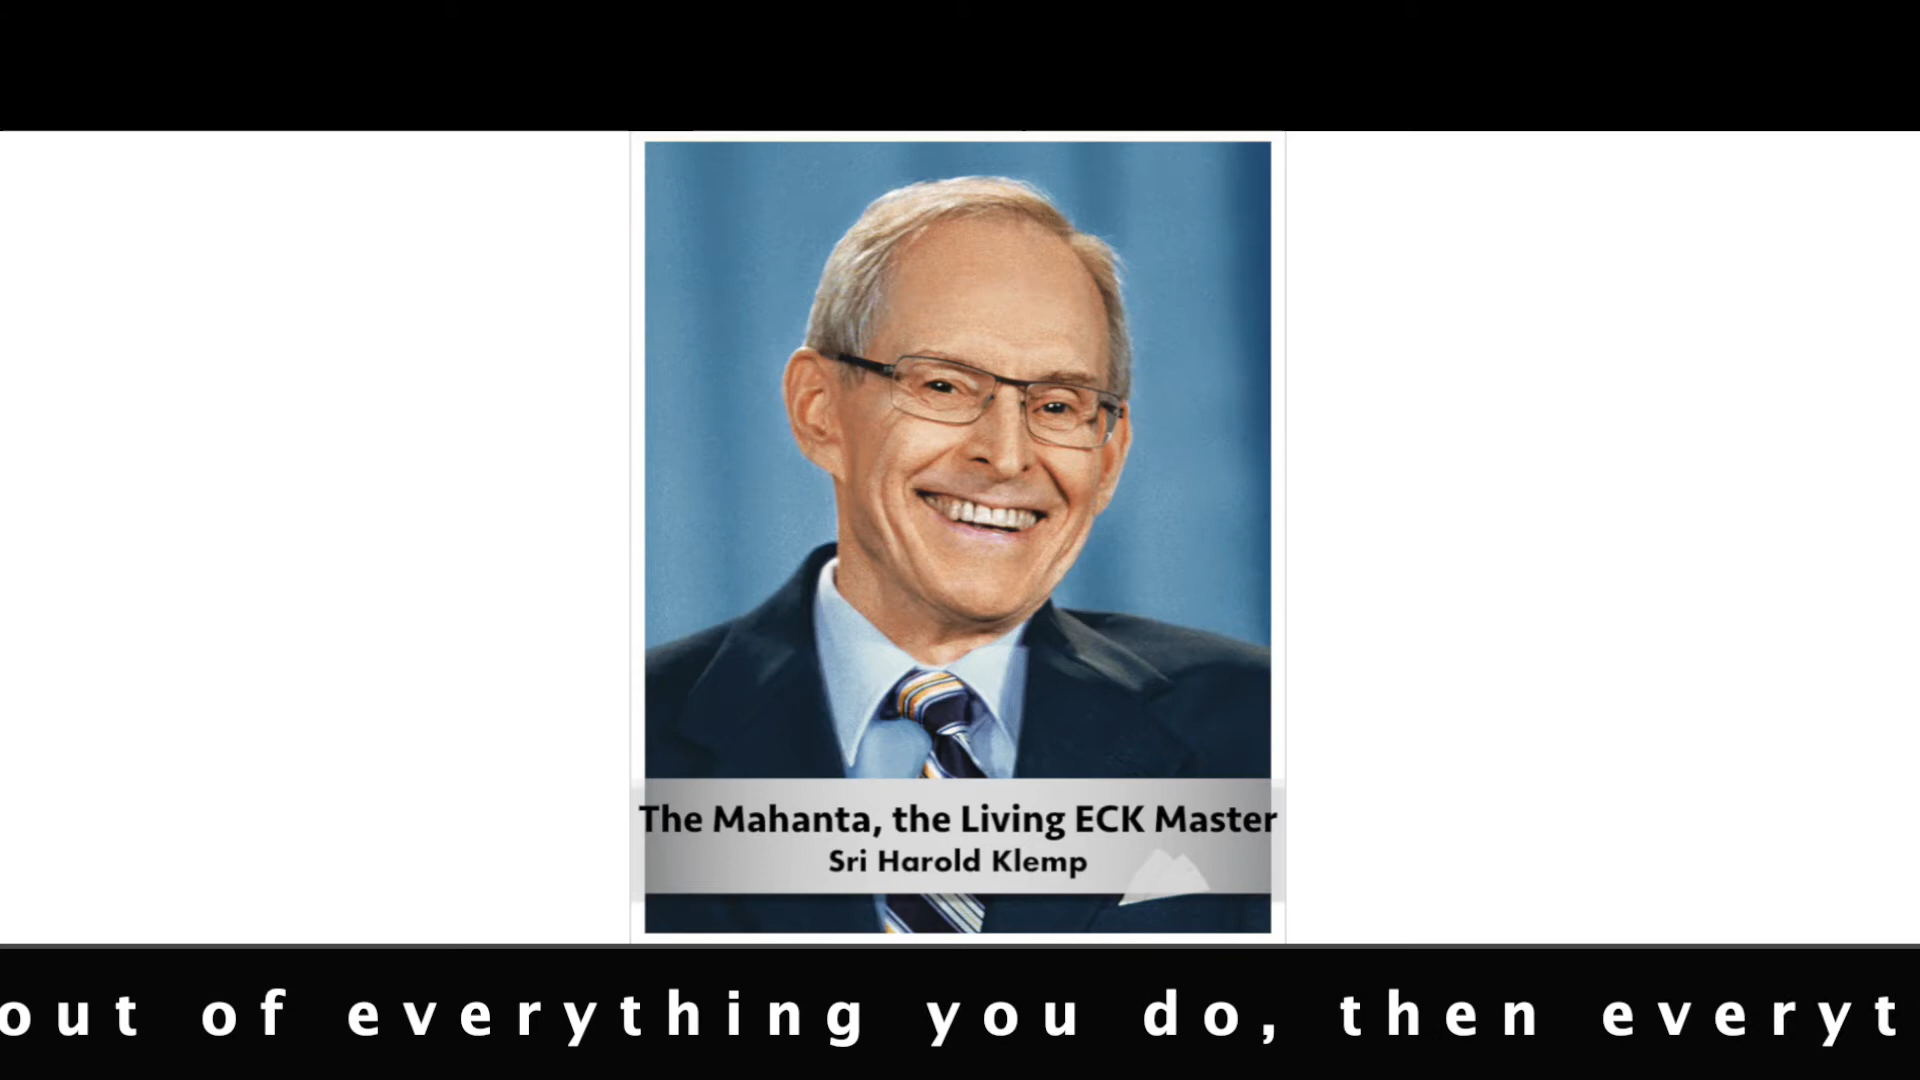 The Mahanta, the Living ECK Master
Sri Harold Klemp
out of everything you do, then everyt